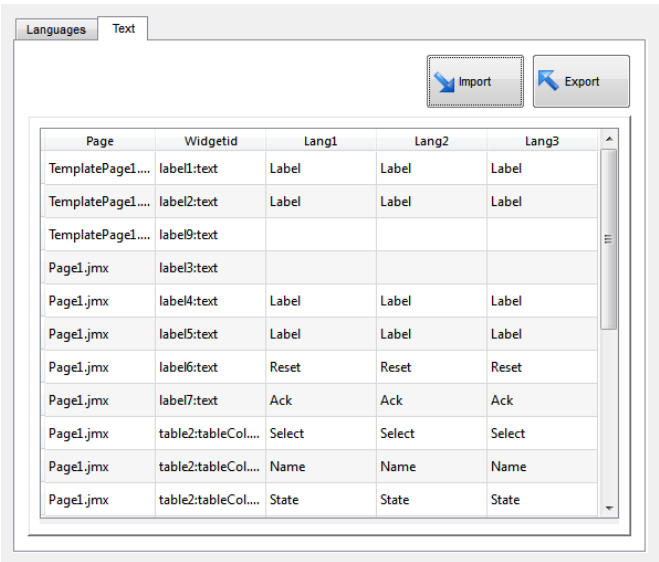 Languages Text
Import Export
Page Widgetid Lang1 Lang2 Lang3
TemplatePage1.... label1:text Label Label Label
TemplatePage1.... label2:text Label Label Label
TemplatePage1.... label9:text
Page1.jmx label3:text
Page1.jmx label4:text Label Label Label
Page1.jmx label5:text Label Label Label
Page1.jmx label6:text Reset Reset Reset
Page1.jmx label7:text Ack Ack Ack
Page1.jmx table2:tableCol.... Select Select Select
Page1.jmx table2:tableCol.... Name Name Name
Page1.jmx table2:tableCol.... State State State